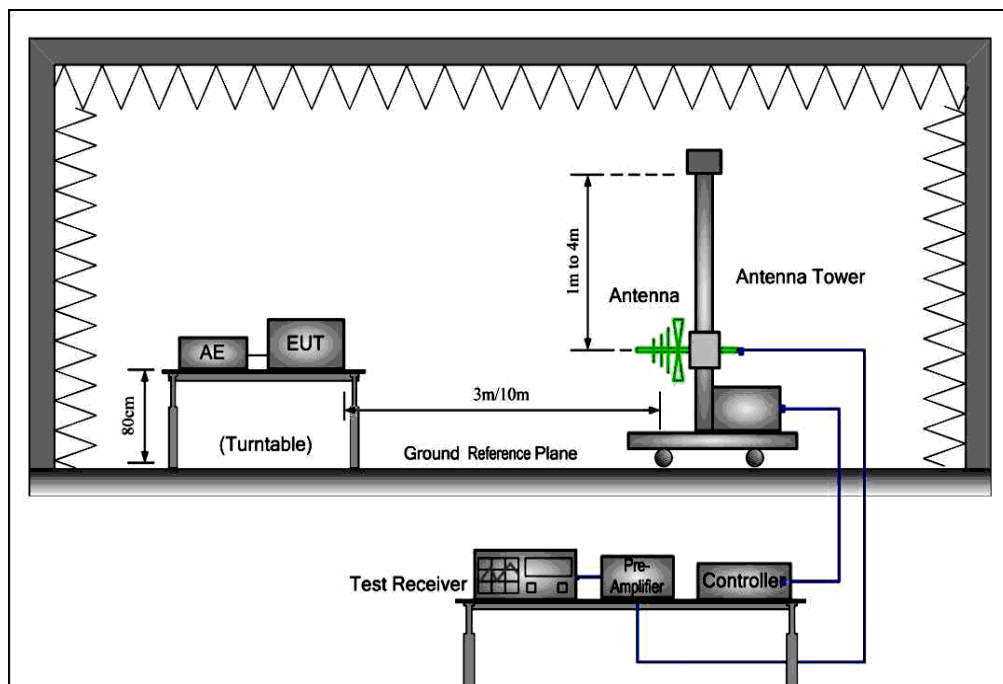 1m to 4m
Antenna Tower
Antenna
EUT
AE
3m/10m
80cm
(Turntable)
Ground Reference Plane
Test Receiver
Pre-
Amplifier
Controller